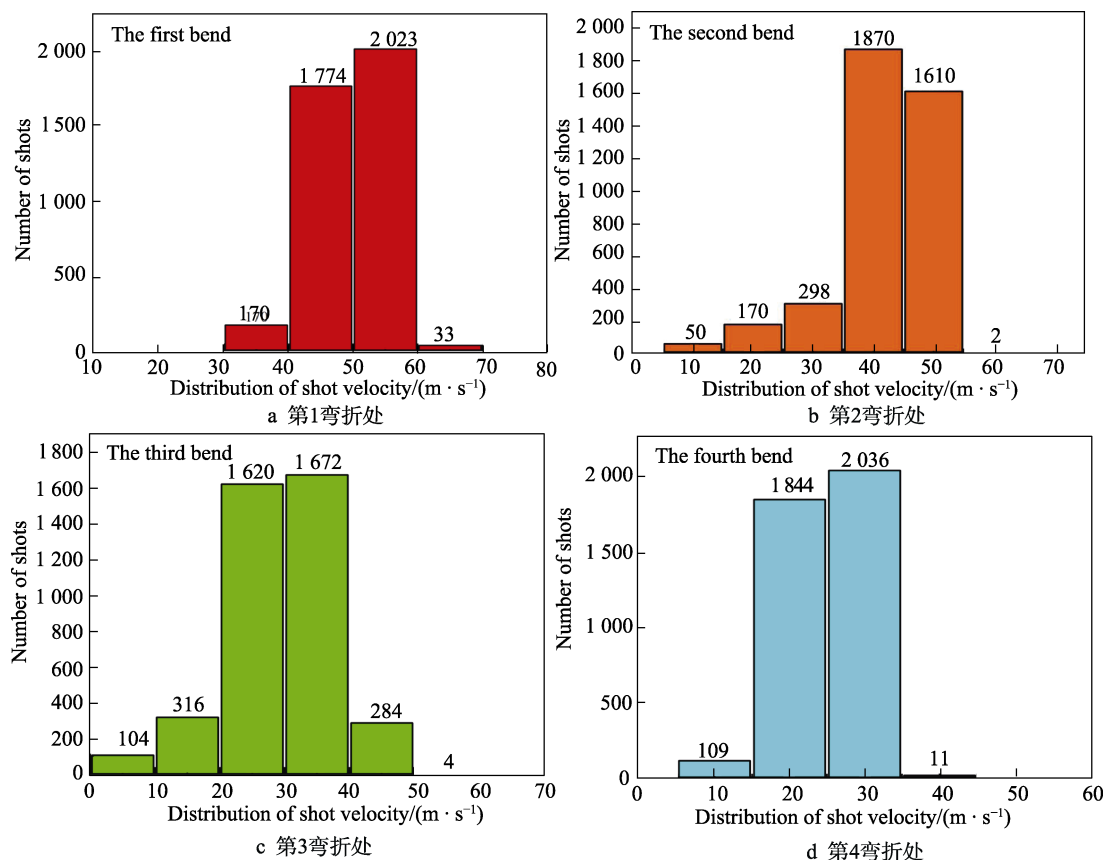 The first bend
Number of shots
2 000
1 500
1 000
500
0
170
170
1 774
2 023
33
10 20 30 40 50 60 70 80
Distribution of shot velocity/(m · s⁻¹)
a 第1弯折处
The second bend
Number of shots
2 000
1 800
1 600
1 400
1 200
1 000
800
600
400
200
0
50
170
298
1870
1610
2
0 10 20 30 40 50 60 70
Distribution of shot velocity/(m · s⁻¹)
b 第2弯折处
The third bend
Number of shots
1 800
1 600
1 400
1 200
1 000
800
600
400
200
0
104
316
1 620
1 672
284
4
0 10 20 30 40 50 60 70
Distribution of shot velocity/(m · s⁻¹)
c 第3弯折处
The fourth bend
Number of shots
2 000
1 500
1 000
500
0
109
1 844
2 036
11
0 10 20 30 40 50 60
Distribution of shot velocity/(m · s⁻¹)
d 第4弯折处